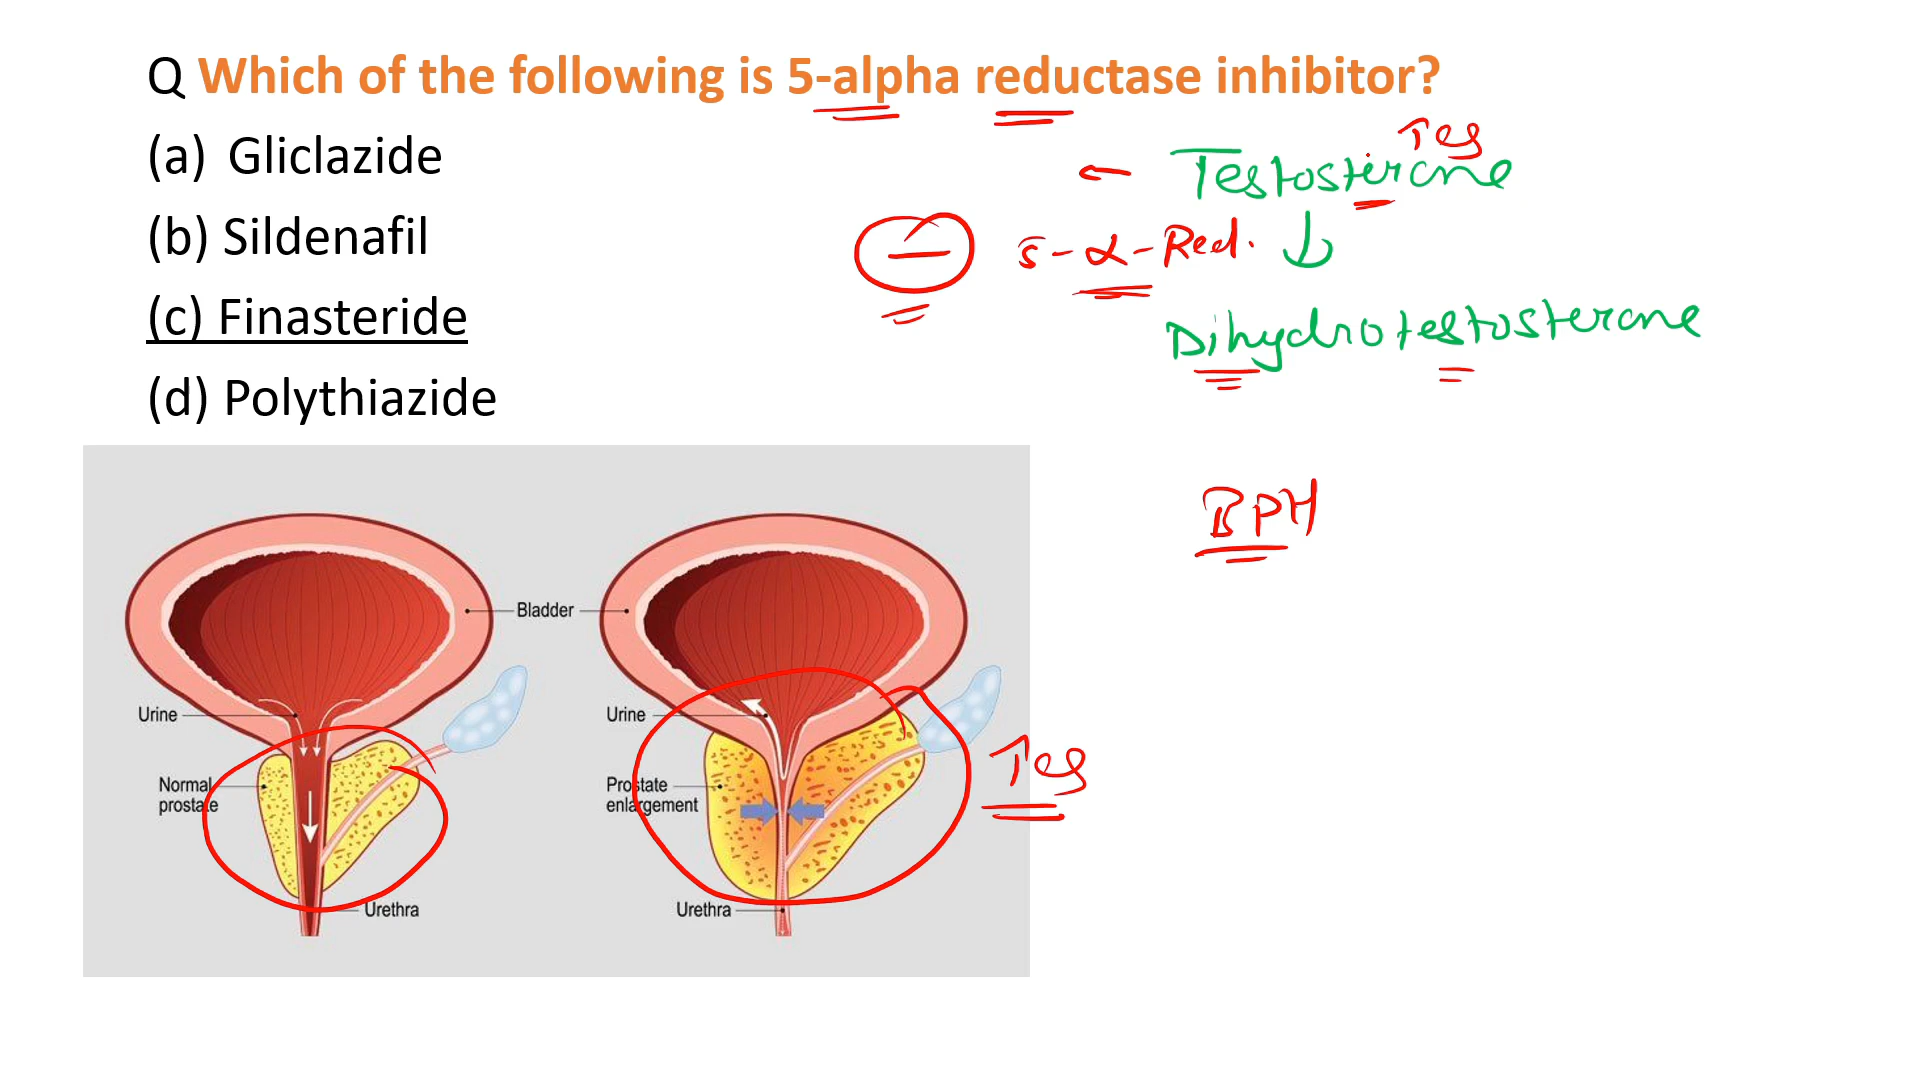 Q Which of the following is 5-alpha reductase inhibitor?
(a) Gliclazide
(b) Sildenafil
(c) Finasteride
(d) Polythiazide
Tes
Testosterone
5-α-Red.
Dihydrotestosterone
BPH
Bladder
Urine
Urine
Normal
prostate
Prostate
enlargement
Tes
Urethra
Urethra